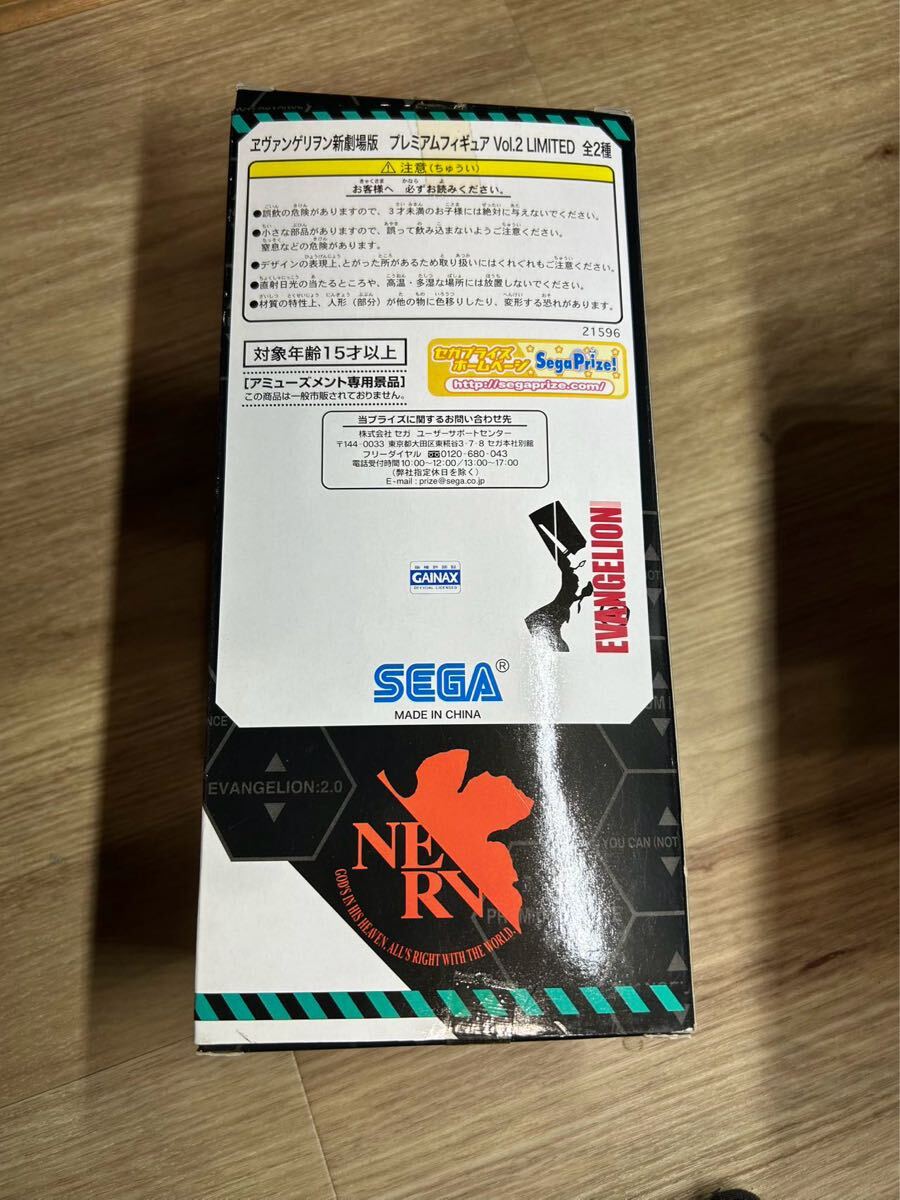 ヱヴァンゲリヲン新劇場版 プレミアムフィギュア Vol.2 LIMITED 全2種
⚠ 注意(ちゅうい)
お客様へ 必ずお読みください。
●誤飲の危険がありますので、3才未満のお子様には絶対に与えないでください。
●小さな部品がありますので、誤って飲み込まないようご注意ください。
窒息などの危険があります。
●デザインの表現上、とがった所があるため取り扱いにはくれぐれもご注意ください。
●直射日光の当たるところや、高温・多湿な場所には放置しないでください。
●材質の特性上、人形(部分)が他の物に色移りしたり、変形する恐れがあります。
21596
対象年齢15才以上
[アミューズメント専用景品]
この商品は一般市販されておりません。
セガプライズ
ホームページ
SegaPrize!
http://segaprize.com/
当プライズに関するお問い合わせ先
株式会社 セガ ユーザーサポートセンター
〒144-0033 東京都大田区東糀谷3-7-8 セガ本社別館
フリーダイヤル 0120-680-043
電話受付時間 10:00〜12:00/13:00〜17:00
(弊社指定休日を除く)
E-mail : prize@sega.co.jp
EVANGELION
GAINAX
OFFICIAL LICENSED
SEGA®
MADE IN CHINA
EVANGELION:2.0
YOU CAN (NOT
NERV
GOD'S IN HIS HEAVEN. ALL'S RIGHT WITH THE WORLD.